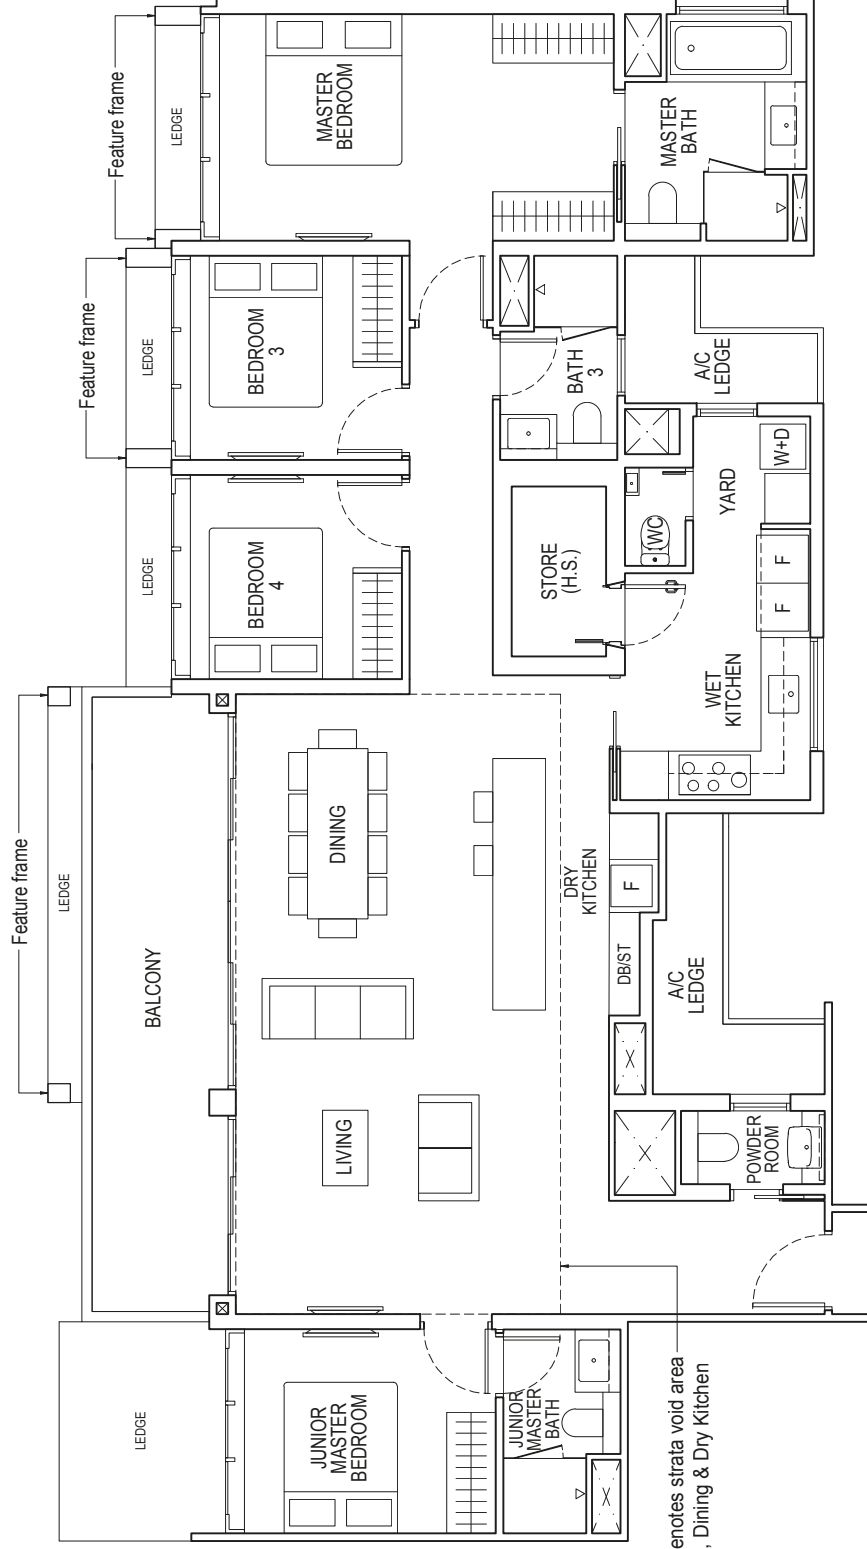 Feature frame
LEDGE
MASTER
BEDROOM
MASTER
BATH
Feature frame
LEDGE
BEDROOM
3
BATH
3
A/C
LEDGE
LEDGE
BEDROOM
4
STORE
(H.S.)
WC
YARD
W+D
F
F
WET
KITCHEN
Feature frame
LEDGE
BALCONY
DINING
DRY
KITCHEN
F
DB/ST
A/C
LEDGE
LIVING
POWDER
ROOM
LEDGE
JUNIOR
MASTER
BEDROOM
JUNIOR
MASTER
BATH
enotes strata void area
, Dining & Dry Kitchen